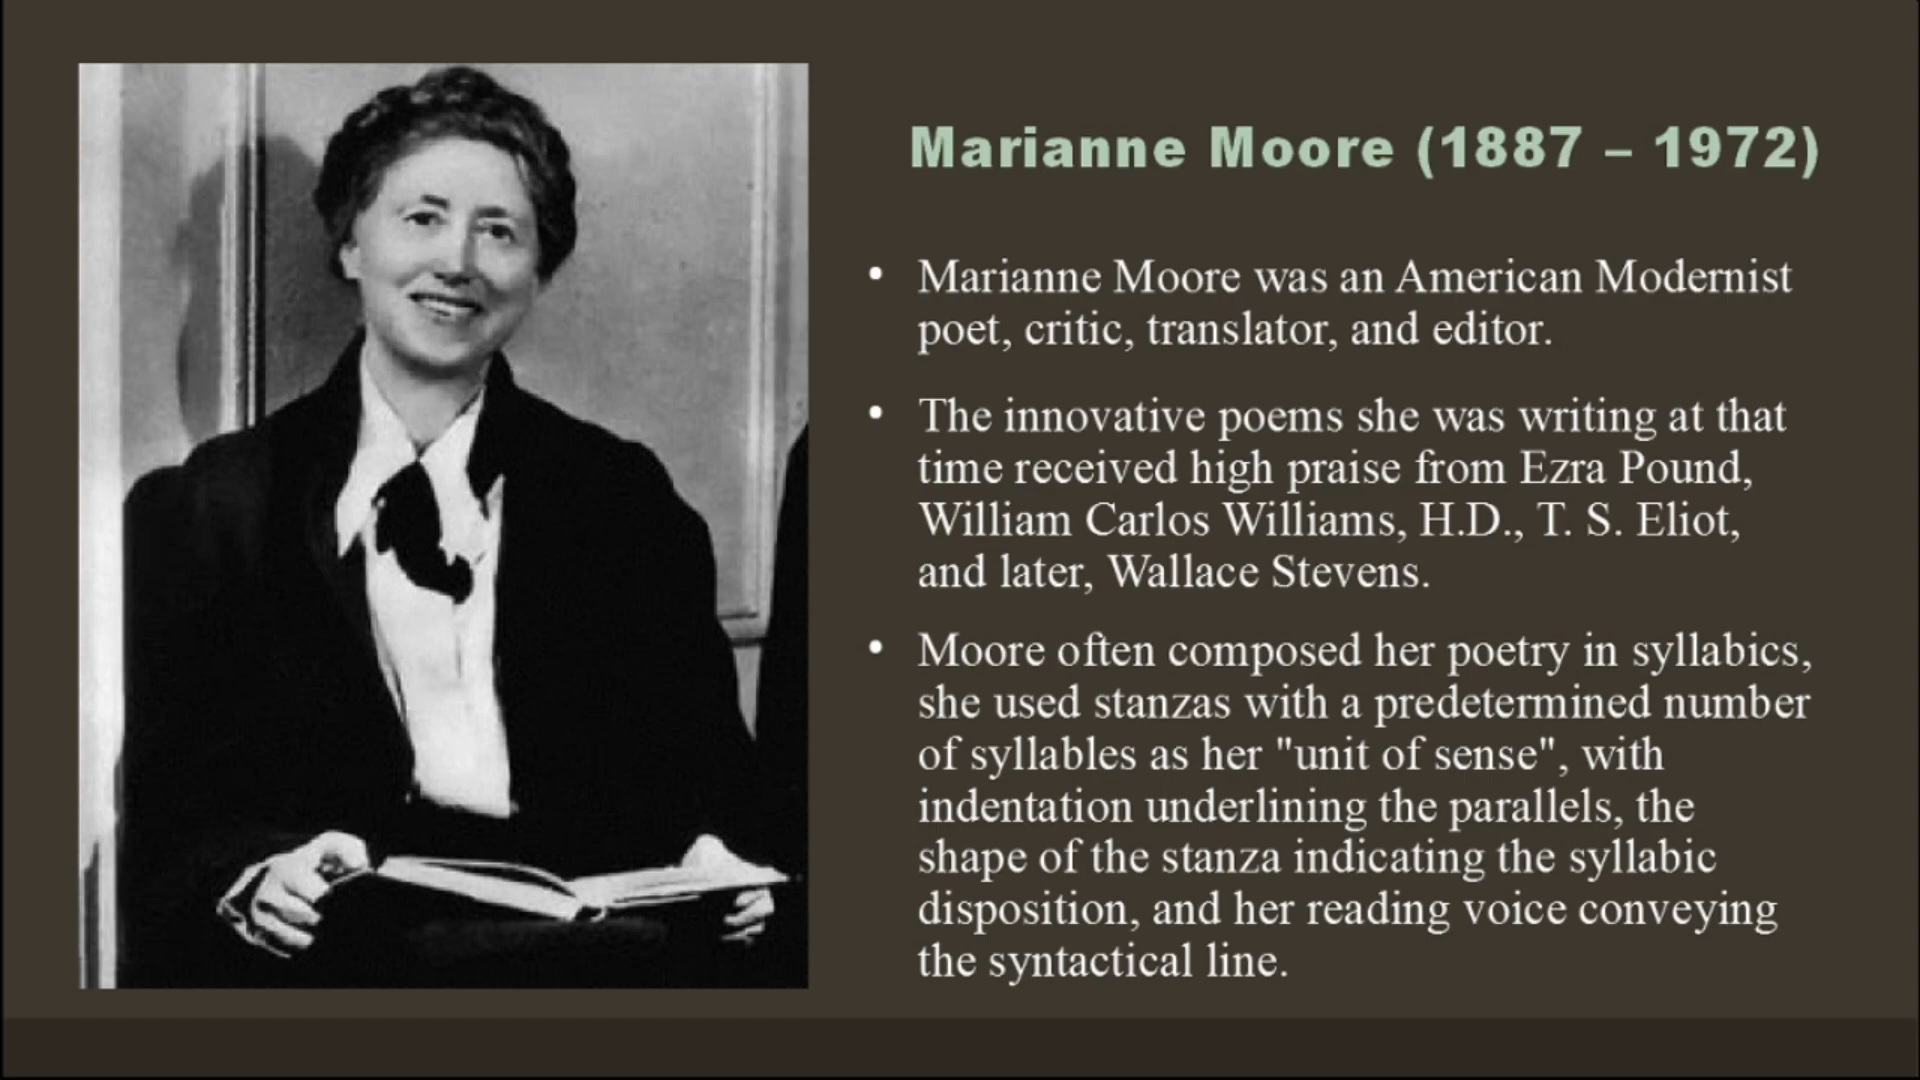 Marianne Moore (1887 – 1972)
• Marianne Moore was an American Modernist
poet, critic, translator, and editor.
• The innovative poems she was writing at that
time received high praise from Ezra Pound,
William Carlos Williams, H.D., T. S. Eliot,
and later, Wallace Stevens.
• Moore often composed her poetry in syllabics,
she used stanzas with a predetermined number
of syllables as her "unit of sense", with
indentation underlining the parallels, the
shape of the stanza indicating the syllabic
disposition, and her reading voice conveying
the syntactical line.